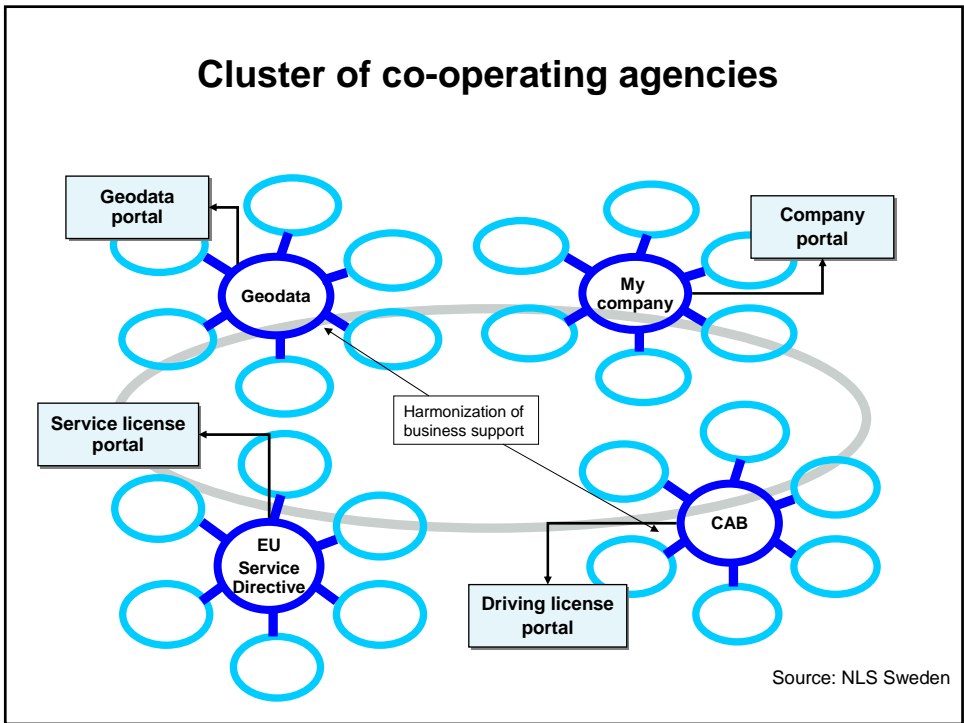 Cluster of co-operating agencies
Geodata
portal
Company
portal
Geodata
My
company
Harmonization of
business support
Service license
portal
EU
Service
Directive
CAB
Driving license
portal
Source: NLS Sweden